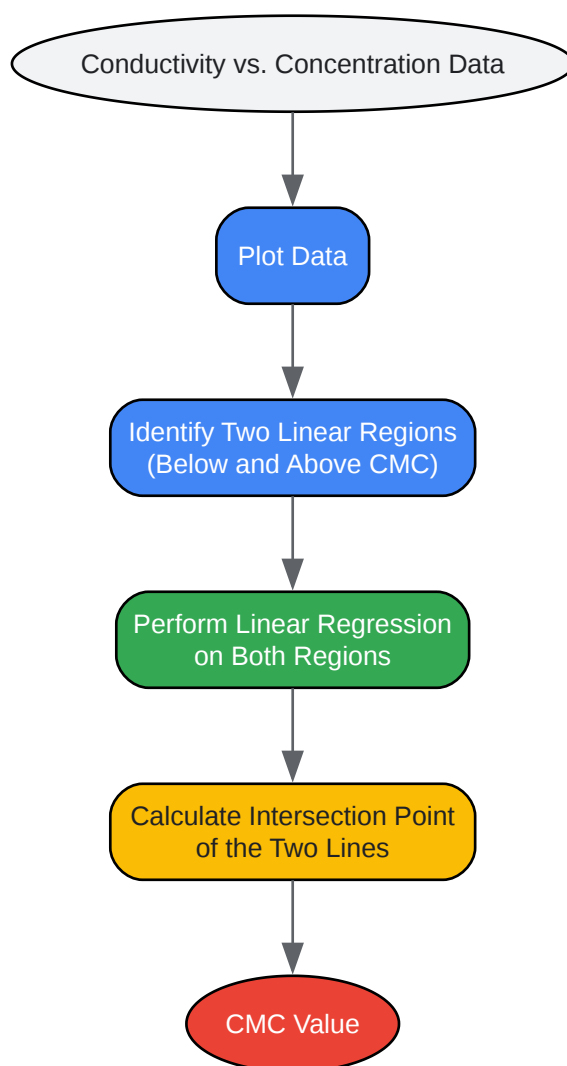 Conductivity vs. Concentration Data
Plot Data
Identify Two Linear Regions
(Below and Above CMC)
Perform Linear Regression
on Both Regions
Calculate Intersection Point
of the Two Lines
CMC Value